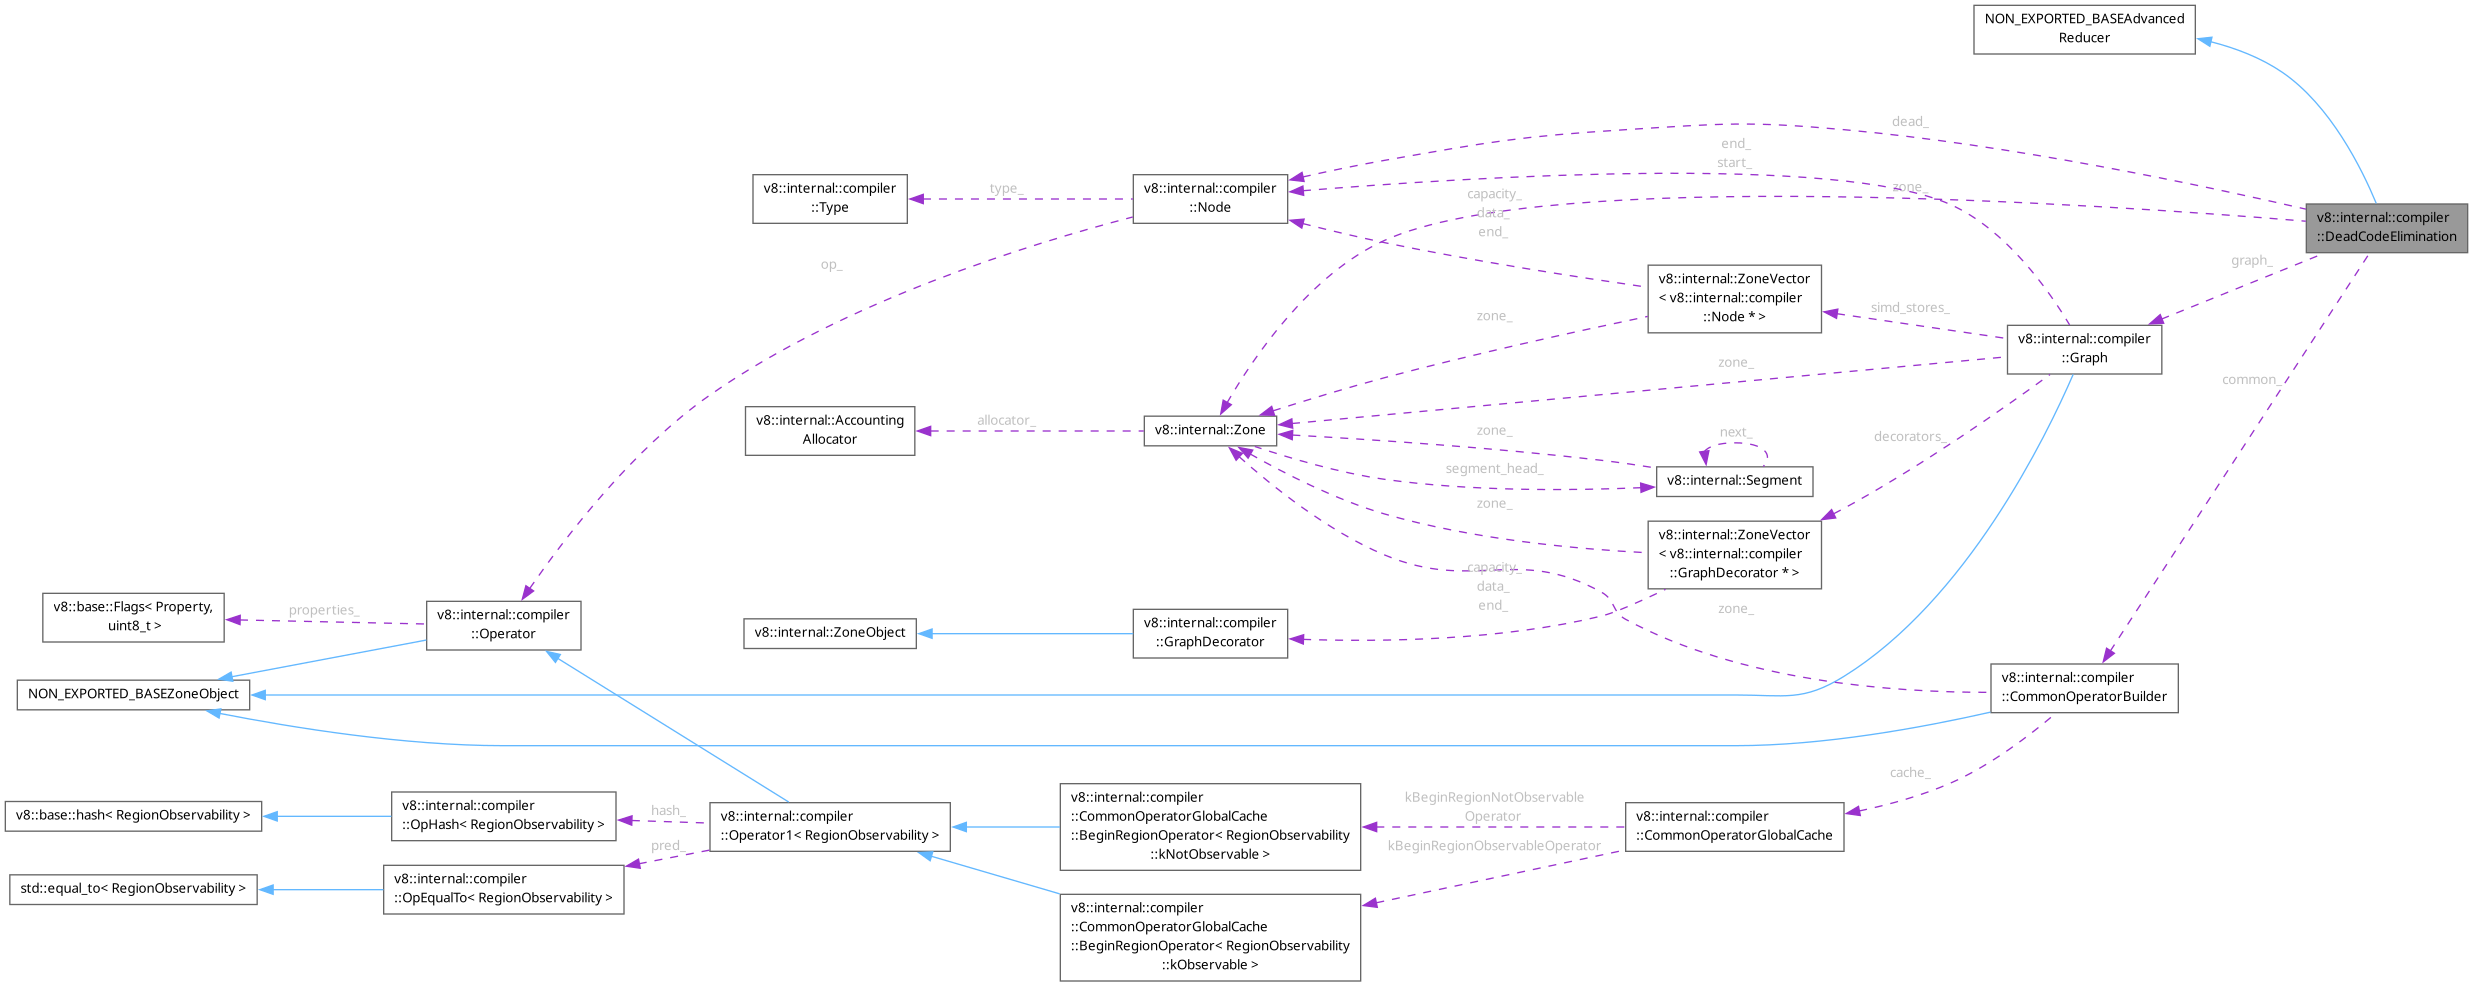 NON_EXPORTED_BASEAdvanced
Reducer
dead_
end_
start_
v8::internal::compiler
::Type
type_
v8::internal::compiler
::Node
capacity_
data_
end_
zone_
v8::internal::compiler
::DeadCodeElimination
op_
v8::internal::ZoneVector
< v8::internal::compiler
::Node * >
graph_
simd_stores_
zone_
v8::internal::compiler
::Graph
zone_
common_
v8::internal::Accounting
Allocator
allocator_
v8::internal::Zone
zone_
next_
decorators_
segment_head_
v8::internal::Segment
zone_
v8::internal::ZoneVector
< v8::internal::compiler
::GraphDecorator * >
capacity_
data_
end_
zone_
v8::base::Flags< Property,
uint8_t >
properties_
v8::internal::compiler
::Operator
v8::internal::ZoneObject
v8::internal::compiler
::GraphDecorator
NON_EXPORTED_BASEZoneObject
v8::internal::compiler
::CommonOperatorBuilder
cache_
v8::base::hash< RegionObservability >
v8::internal::compiler
::OpHash< RegionObservability >
hash_
v8::internal::compiler
::Operator1< RegionObservability >
v8::internal::compiler
::CommonOperatorGlobalCache
::BeginRegionOperator< RegionObservability
::kNotObservable >
kBeginRegionNotObservable
Operator
v8::internal::compiler
::CommonOperatorGlobalCache
pred_
kBeginRegionObservableOperator
std::equal_to< RegionObservability >
v8::internal::compiler
::OpEqualTo< RegionObservability >
v8::internal::compiler
::CommonOperatorGlobalCache
::BeginRegionOperator< RegionObservability
::kObservable >